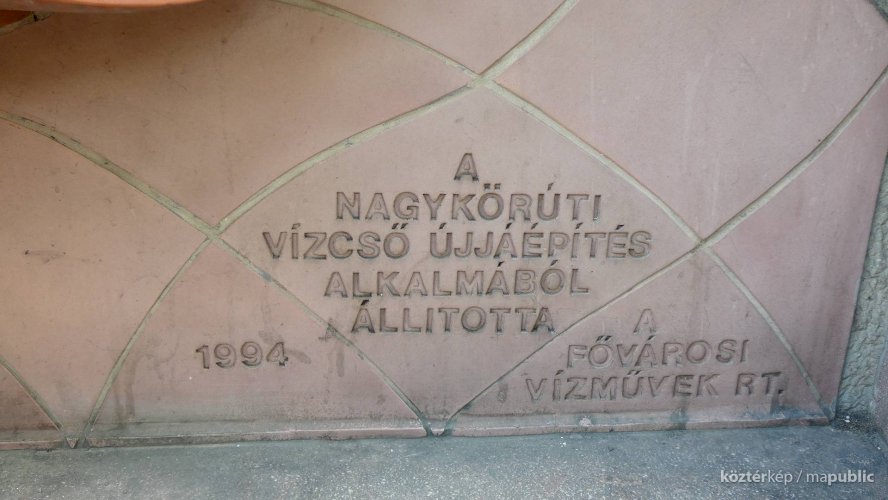 A
NAGYKÖRÚTI
VÍZCSŐ ÚJJÁÉPÍTÉS
ALKALMÁBÓL
ÁLLITOTTA
1994
A
FŐVÁROSI
VÍZMŰVEK RT.
köztérkép / mapublic